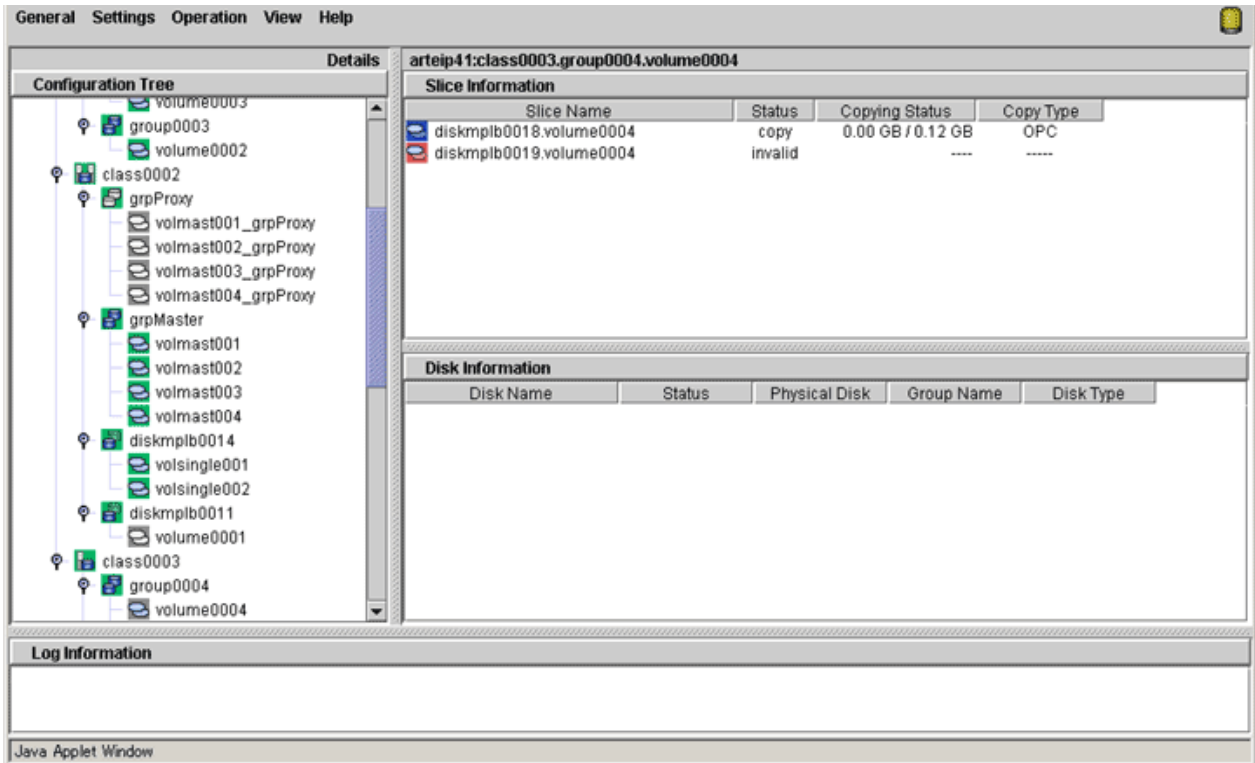 General Settings Operation View Help
Details
arteip41:class0003.group0004.volume0004
Configuration Tree
volume0003
group0003
volume0002
class0002
grpProxy
volmast001_grpProxy
volmast002_grpProxy
volmast003_grpProxy
volmast004_grpProxy
grpMaster
volmast001
volmast002
volmast003
volmast004
diskmplb0014
volsingle001
volsingle002
diskmplb0011
volume0001
class0003
group0004
volume0004
Slice Information
Slice Name Status Copying Status Copy Type
diskmplb0018.volume0004 copy 0.00 GB / 0.12 GB OPC
diskmplb0019.volume0004 invalid ---- -----
Disk Information
Disk Name Status Physical Disk Group Name Disk Type
Log Information
Java Applet Window